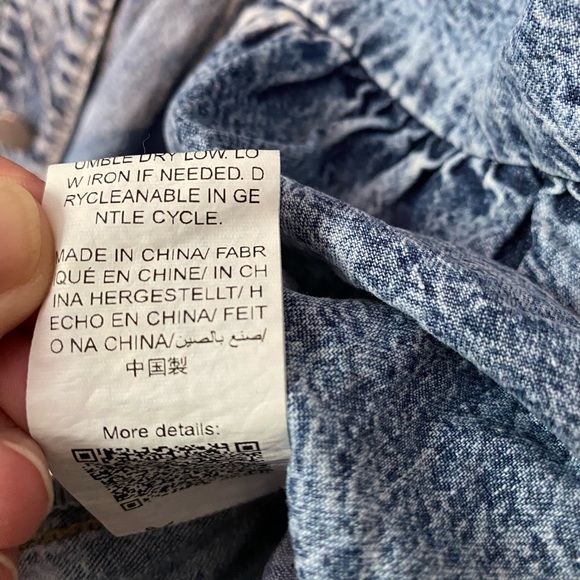 UMBLE DRY LOW. LO
W IRON IF NEEDED. D
RYCLEANABLE IN GE
NTLE CYCLE.
MADE IN CHINA/ FABR
QUÉ EN CHINE/ IN CH
INA HERGESTELLT/ H
ECHO EN CHINA/ FEIT
O NA CHINA/صنع بالصين/
中国製
More details: